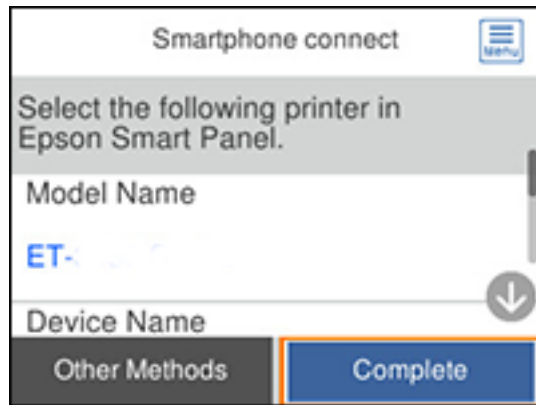 Smartphone connect
Menu
Select the following printer in
Epson Smart Panel.
Model Name
ET-
Device Name
Other Methods
Complete